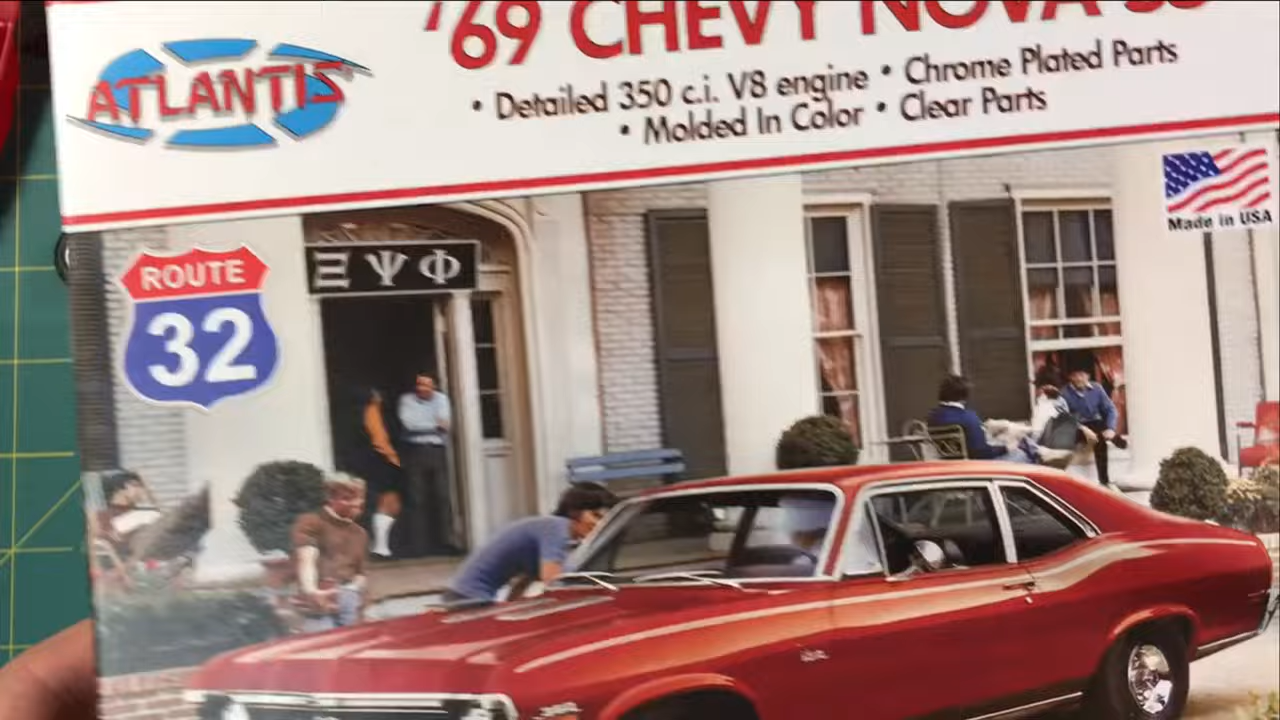 '69 CHEVY NOVA SS
ATLANTIS
• Detailed 350 c.i. V8 engine • Chrome Plated Parts
• Molded In Color • Clear Parts
Made in USA
ROUTE
32
ΞΨΦ